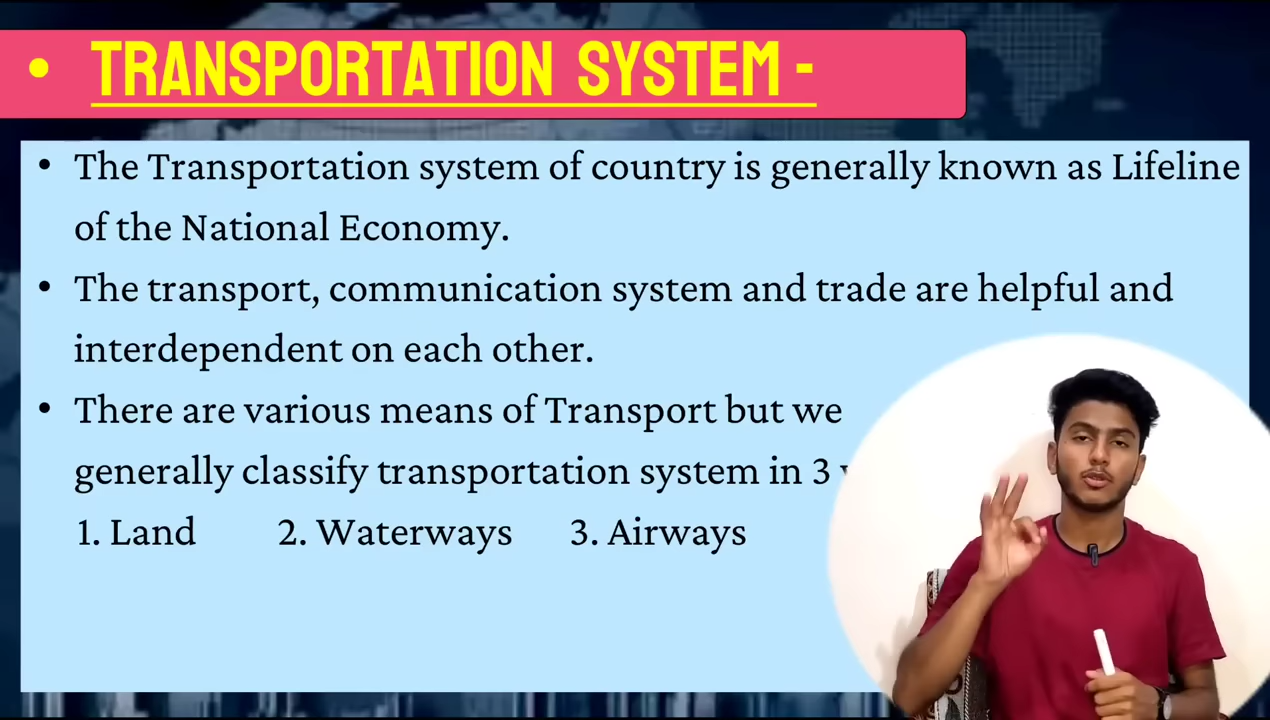 • TRANSPORTATION SYSTEM -
• The Transportation system of country is generally known as Lifeline
of the National Economy.
• The transport, communication system and trade are helpful and
interdependent on each other.
• There are various means of Transport but we
generally classify transportation system in 3
1. Land 2. Waterways 3. Airways